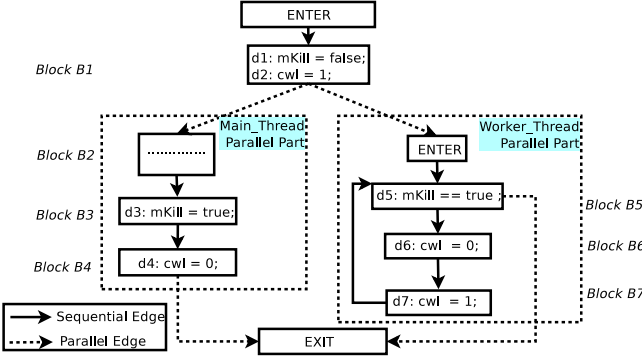 ENTER
d1: mKill = false;
d2: cwl = 1;
Block B1
Main_Thread
Parallel Part
Worker_Thread
Parallel Part
Block B2
..............
ENTER
d5: mKill == true ;
Block B5
Block B3
d3: mKill = true;
d6: cwl = 0;
Block B6
Block B4
d4: cwl = 0;
d7: cwl = 1;
Block B7
Sequential Edge
Parallel Edge
EXIT